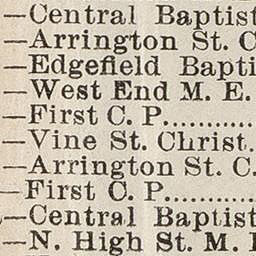 —Central Baptist
—Arrington St. C
—Edgefield Bapti
—West End M. E.
—First C. P...........
—Vine St. Christ.
—Arrington St. C.
—First C. P...........
—Central Baptist
—N. High St. M.